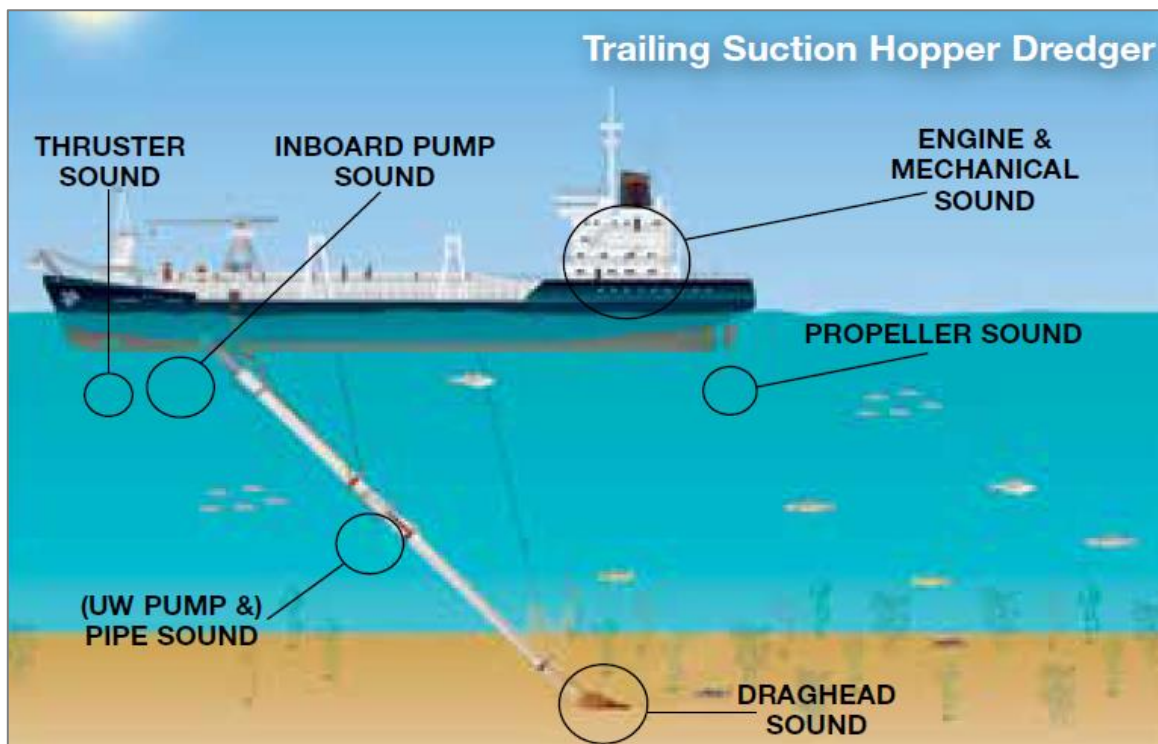 Trailing Suction Hopper Dredger
THRUSTER
SOUND
INBOARD PUMP
SOUND
ENGINE &
MECHANICAL
SOUND
PROPELLER SOUND
(UW PUMP &)
PIPE SOUND
DRAGHEAD
SOUND